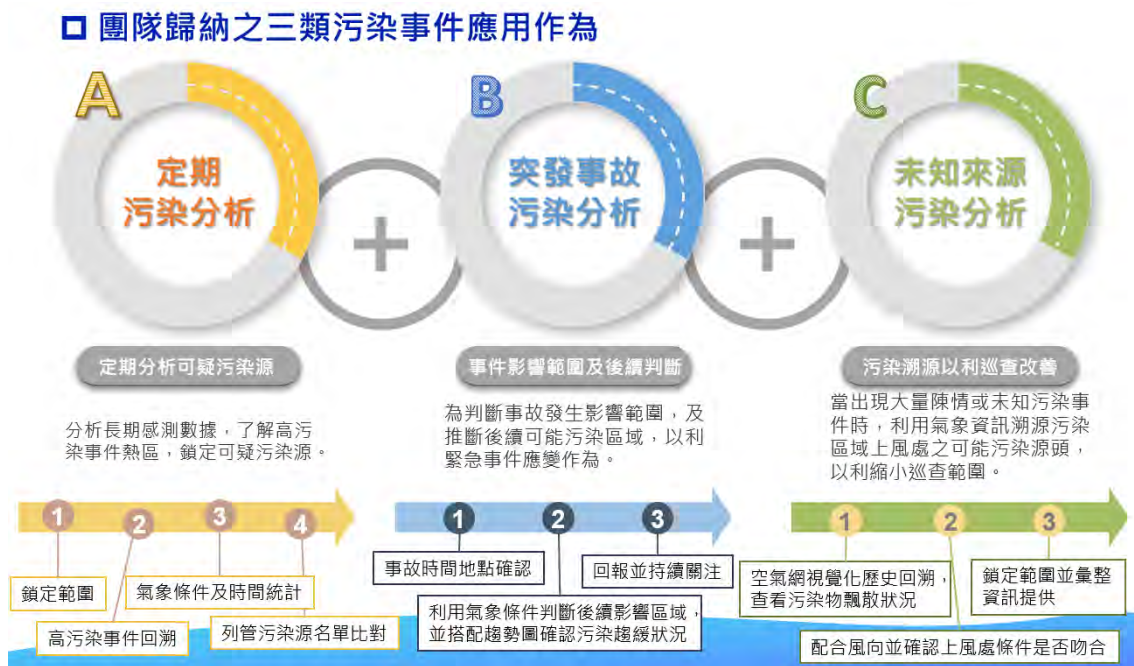 團隊歸納之三類污染事件應用作為
A
定期
污染分析
+
B
突發事故
污染分析
+
C
未知來源
污染分析
定期分析可疑污染源
分析長期感測數據，了解高污
染事件熱區，鎖定可疑污染源。
1
2
3
4
鎖定範圍
高污染事件回溯
氣象條件及時間統計
列管污染源名單比對
事件影響範圍及後續判斷
為判斷事故發生影響範圍，及
推斷後續可能污染區域，以利
緊急事件應變作為。
1
2
3
事故時間地點確認
利用氣象條件判斷後續影響區域，
並搭配趨勢圖確認污染趨緩狀況
回報並持續關注
污染溯源以利巡查改善
當出現大量陳情或未知污染事
件時，利用氣象資訊溯源污染
區域上風處之可能污染源頭，
以利縮小巡查範圍。
1
2
3
空氣網視覺化歷史回溯，
查看污染物飄散狀況
配合風向並確認上風處條件是否吻合
鎖定範圍並彙整
資訊提供